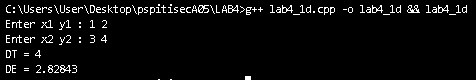 C:\Users\User\Desktop\pspitisecA05\LAB4>g++ lab4_1d.cpp -o lab4_1d && lab4_1d
Enter x1 y1 : 1 2
Enter x2 y2 : 3 4
DT = 4
DE = 2.82843